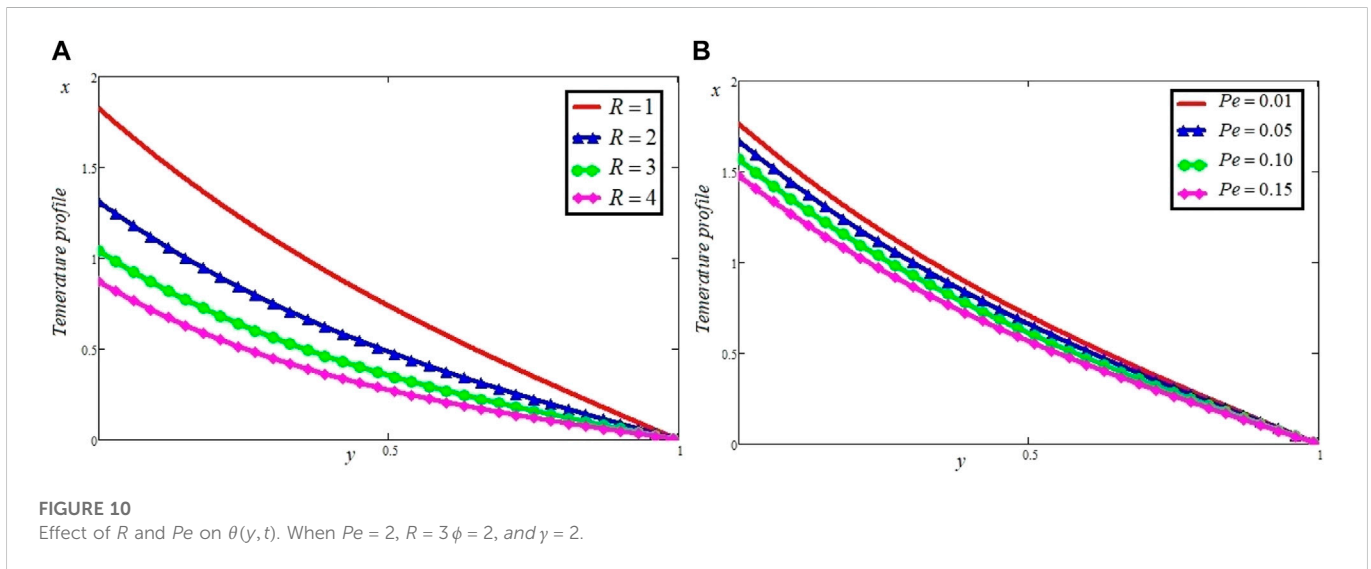 A
B
x
2
1.5
1
0.5
0
Temerature profile
y
0.5
1
R = 1
R = 2
R = 3
R = 4
x
2
1.5
1
0.5
0
Temerature profile
y
0.5
1
Pe = 0.01
Pe = 0.05
Pe = 0.10
Pe = 0.15
FIGURE 10
Effect of R and Pe on θ(y,t). When Pe = 2, R = 3 ϕ = 2, and γ = 2.